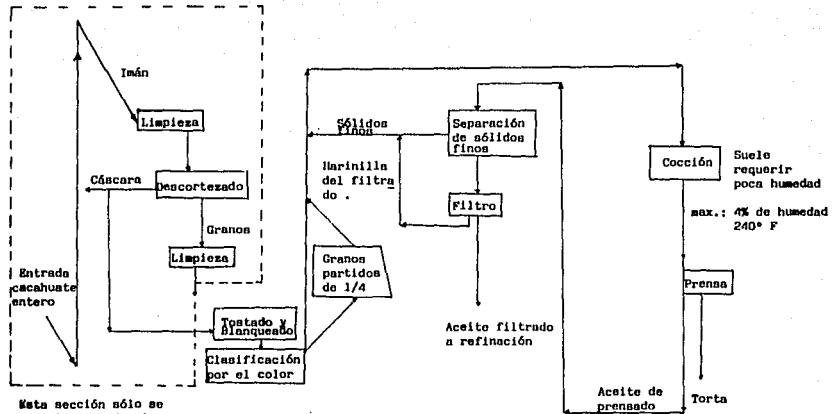 Imán
Limpieza
Cáscara
Descortezado
Granos
Limpieza
Entrada
cacahuate
entero
Tostado y
Blanqueado
Clasificación
por el color
Granos
partidos
de 1/4
Sólidos
finos
Harinilla
del filtra
do .
Separación
de sólidos
finos
Filtro
Aceite filtrado
a refinación
Cocción
Suele
requerir
poca humedad
max.: 4% de humedad
240° F
Prensa
Aceite de
prensado
Torta
Esta sección sólo se